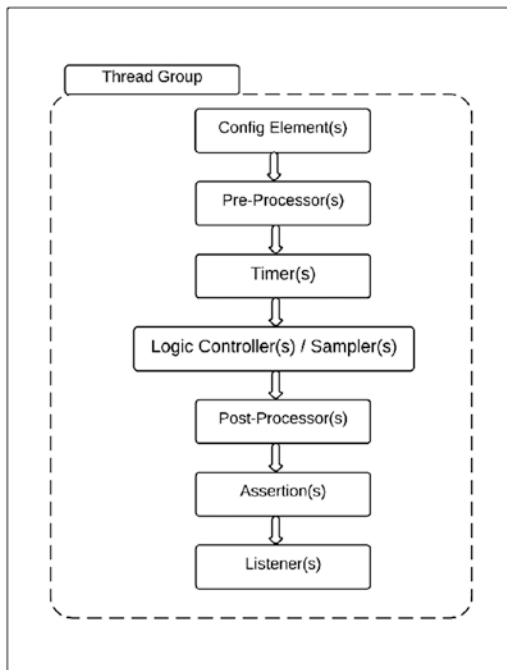 Thread Group
Config Element(s)
Pre-Processor(s)
Timer(s)
Logic Controller(s) / Sampler(s)
Post-Processor(s)
Assertion(s)
Listener(s)